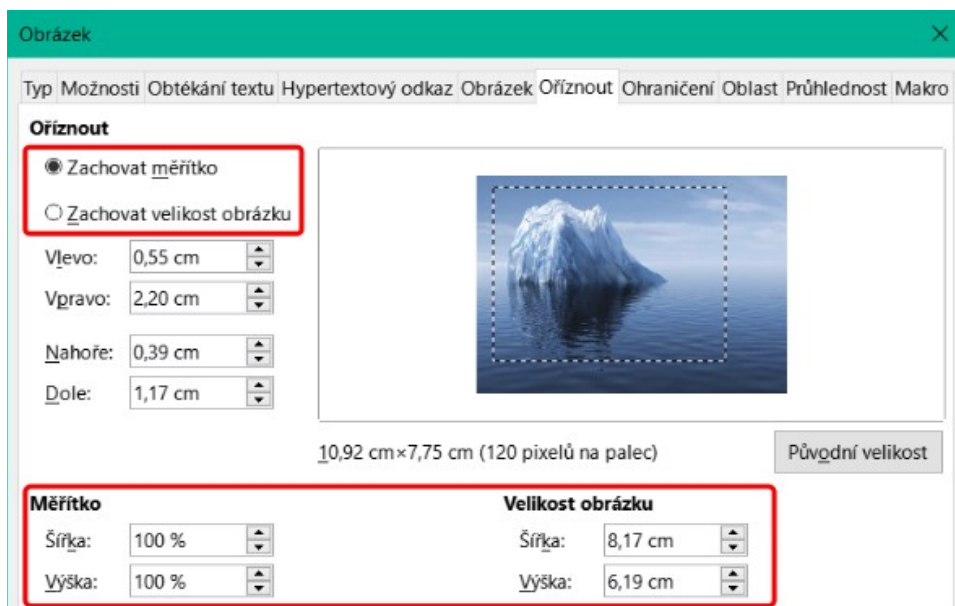 Obrázek
Typ Možnosti Obtékání textu Hypertextový odkaz Obrázek Oříznout Ohraničení Oblast Průhlednost Makro
Oříznout
Zachovat měřítko
Zachovat velikost obrázku
Vlevo: 0,55 cm
Vpravo: 2,20 cm
Nahoře: 0,39 cm
Dole: 1,17 cm
10,92 cm×7,75 cm (120 pixelů na palec)
Původní velikost
Měřítko
Šířka: 100 %
Výška: 100 %
Velikost obrázku
Šířka: 8,17 cm
Výška: 6,19 cm